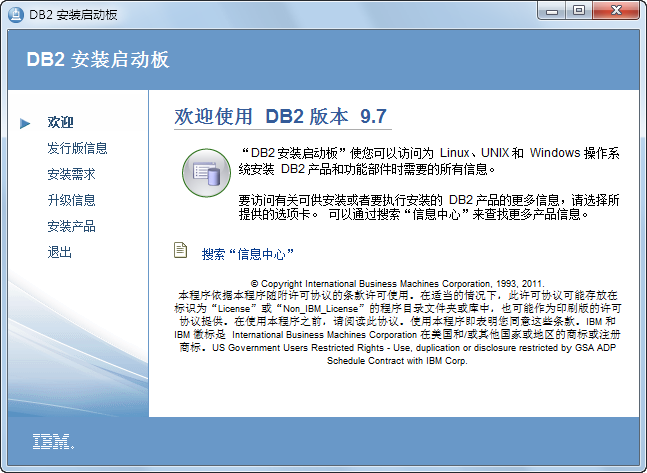 DB2 安装启动板
DB2 安装启动板
欢迎
发行版信息
安装需求
升级信息
安装产品
退出
欢迎使用 DB2 版本 9.7
“DB2 安装启动板”使您可以访问为 Linux、UNIX 和 Windows 操作系
统安装 DB2 产品和功能部件时需要的所有信息。
要访问有关可供安装或者要执行安装的 DB2 产品的更多信息，请选择所
提供的选项卡。 可以通过搜索“信息中心”来查找更多产品信息。
搜索“信息中心”
© Copyright International Business Machines Corporation, 1993, 2011.
本程序依据本程序随附许可协议的条款许可使用。在适当的情况下，此许可协议可能存放在
标识为“License”或“Non_IBM_License”的程序目录文件夹或库中，也可能作为印刷版的许可
协议提供。在使用本程序之前，请阅读此协议。使用本程序即表明您同意这些条款。IBM 和
IBM 徽标是 International Business Machines Corporation 在美国和/或其他国家或地区的商标或注册
商标。US Government Users Restricted Rights - Use, duplication or disclosure restricted by GSA ADP
Schedule Contract with IBM Corp.
IBM.